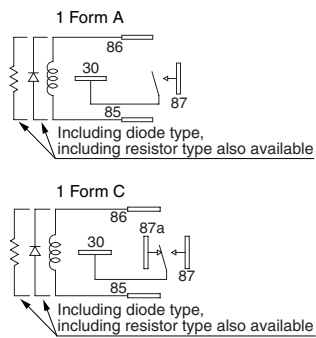 1 Form A
86
30
87
85
Including diode type,
including resistor type also available
1 Form C
86
87a
30
87
85
Including diode type,
including resistor type also available